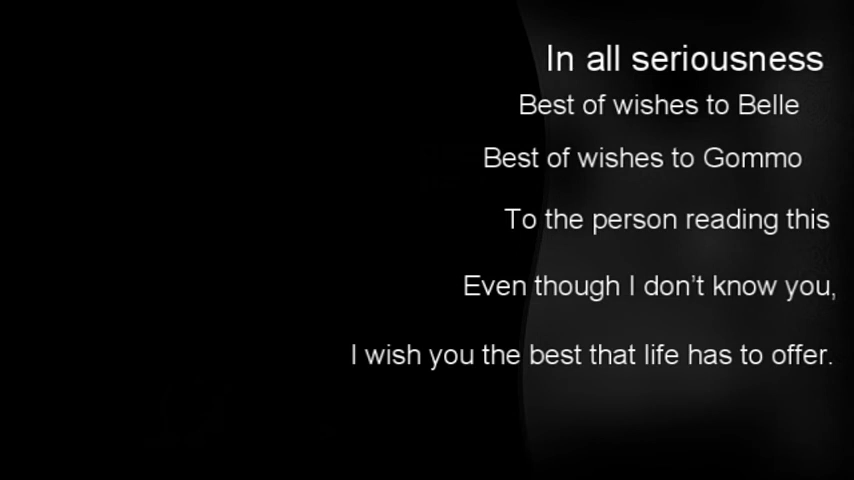 In all seriousness
Best of wishes to Belle
Best of wishes to Gommo
To the person reading this
Even though I don’t know you,
I wish you the best that life has to offer.